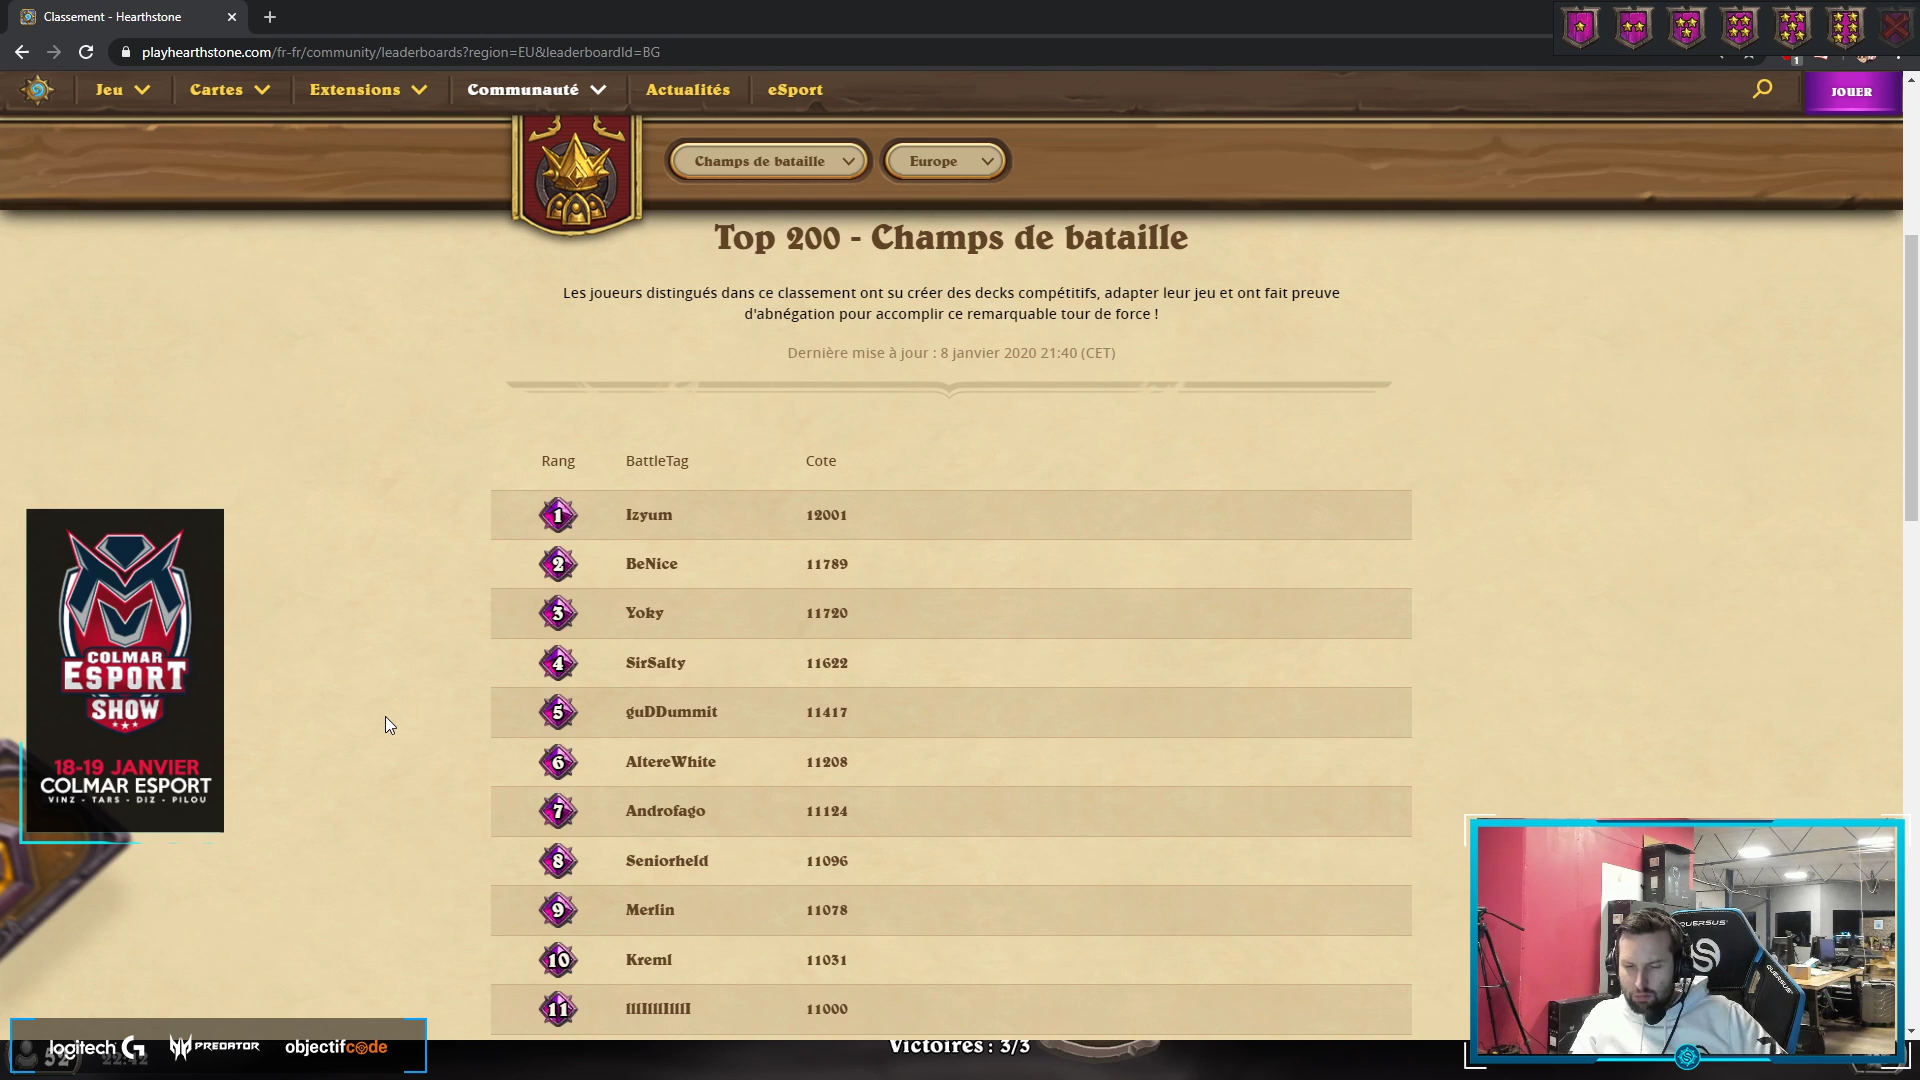 Classement - Hearthstone
playhearthstone.com/fr-fr/community/leaderboards?region=EU&leaderboardId=BG
1
Jeu
Cartes
Extensions
Communauté
Actualités
eSport
JOUER
Champs de bataille
Europe
Top 200 - Champs de bataille
Les joueurs distingués dans ce classement ont su créer des decks compétitifs, adapter leur jeu et ont fait preuve
d'abnégation pour accomplir ce remarquable tour de force !
Dernière mise à jour : 8 janvier 2020 21:40 (CET)
Rang BattleTag Cote
1 Izyum 12001
2 BeNice 11789
3 Yoky 11720
4 SirSalty 11622
5 guDDummit 11417
6 AltereWhite 11208
7 Androfago 11124
8 Seniorheld 11096
9 Merlin 11078
10 Kreml 11031
11 11000
COLMAR
ESPORT
SHOW
18-19 JANVIER
COLMAR ESPORT
VINZ - TARS - DIZ - PILOU
logitech G PREDATOR objectifcode
52 22:42
Victoires : 3/3
QUERSUS
QUERSUS